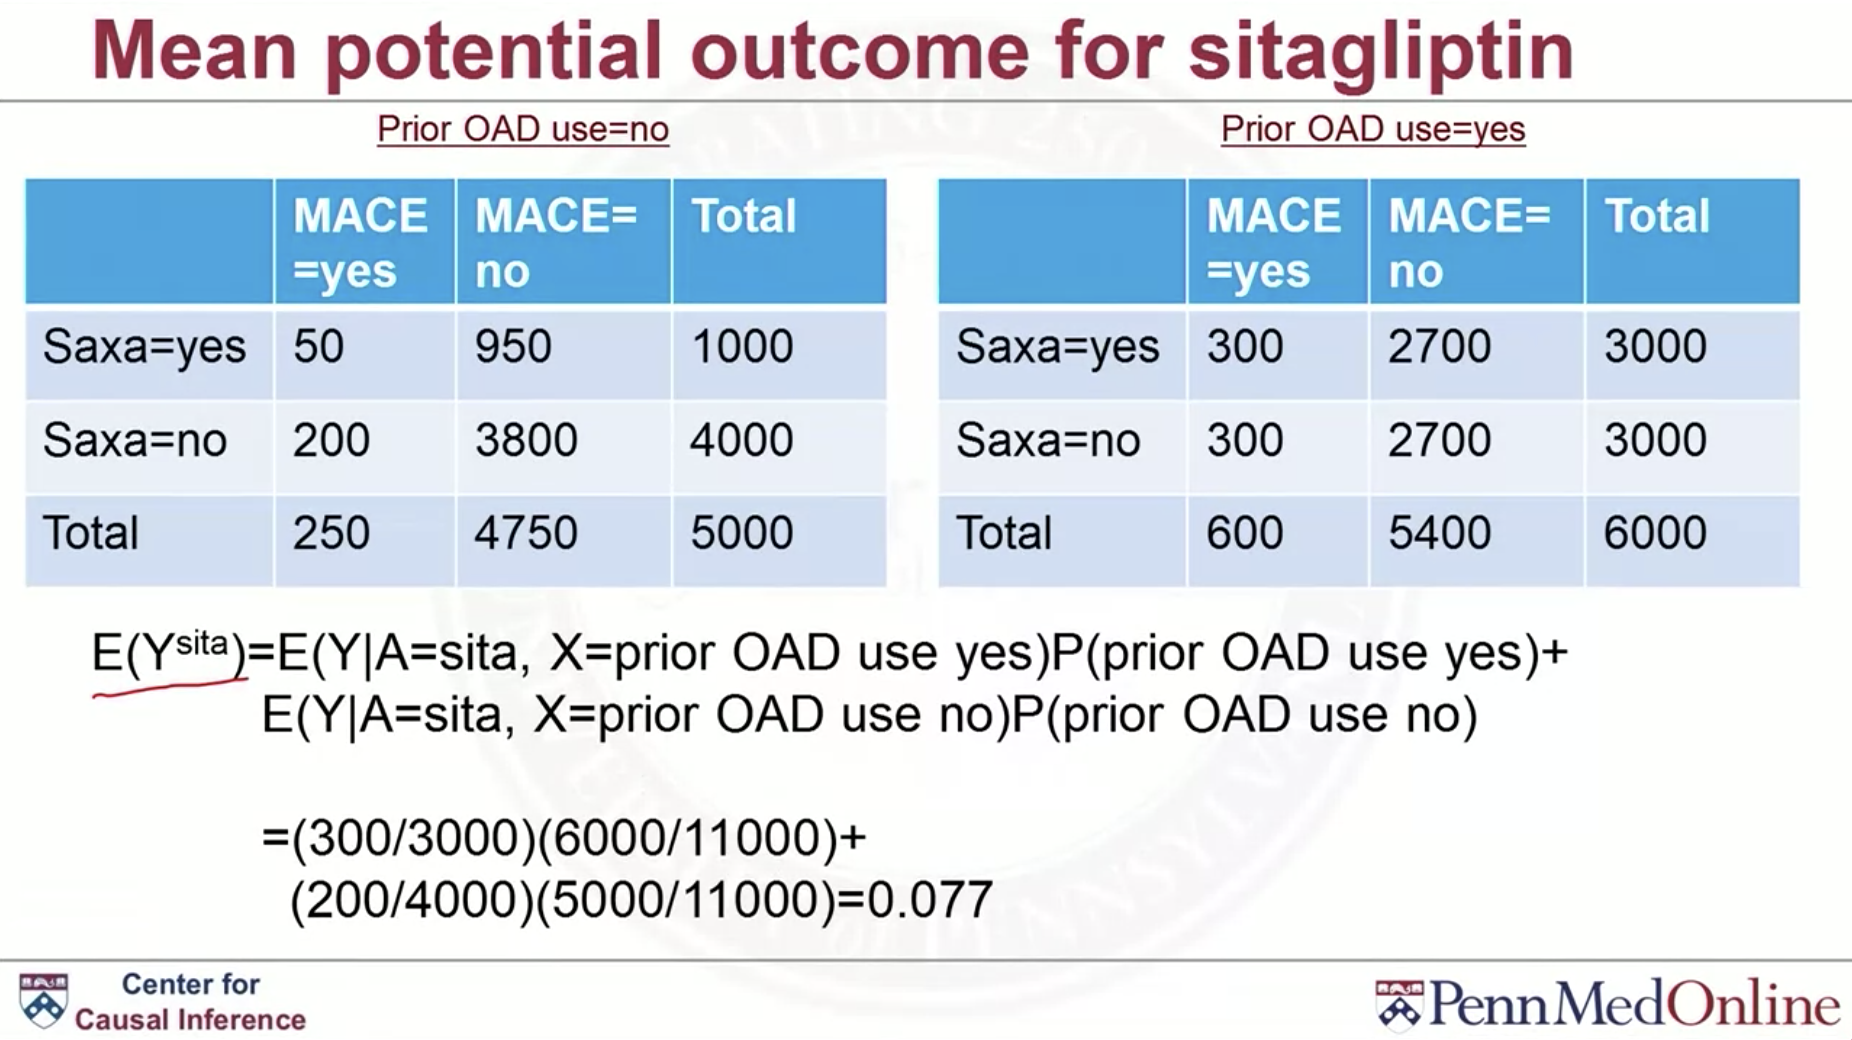 Mean potential outcome for sitagliptin
Prior OAD use=no
MACE =yes MACE= no Total
Saxa=yes 50 950 1000
Saxa=no 200 3800 4000
Total 250 4750 5000
Prior OAD use=yes
MACE =yes MACE= no Total
Saxa=yes 300 2700 3000
Saxa=no 300 2700 3000
Total 600 5400 6000
E(Y^sita)=E(Y|A=sita, X=prior OAD use yes)P(prior OAD use yes)+
E(Y|A=sita, X=prior OAD use no)P(prior OAD use no)
=(300/3000)(6000/11000)+
(200/4000)(5000/11000)=0.077
Center for
Causal Inference
PennMedOnline